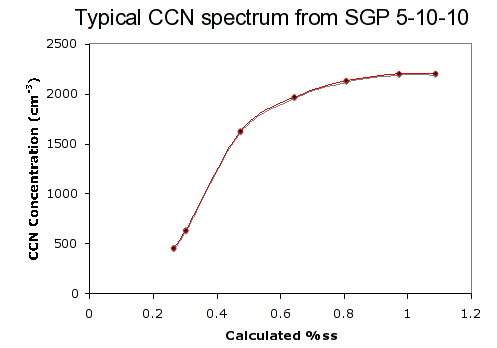 Typical CCN spectrum from SGP 5-10-10
CCN Concentration (cm-3)
2500
2000
1500
1000
500
0
0 0.2 0.4 0.6 0.8 1 1.2
Calculated %ss